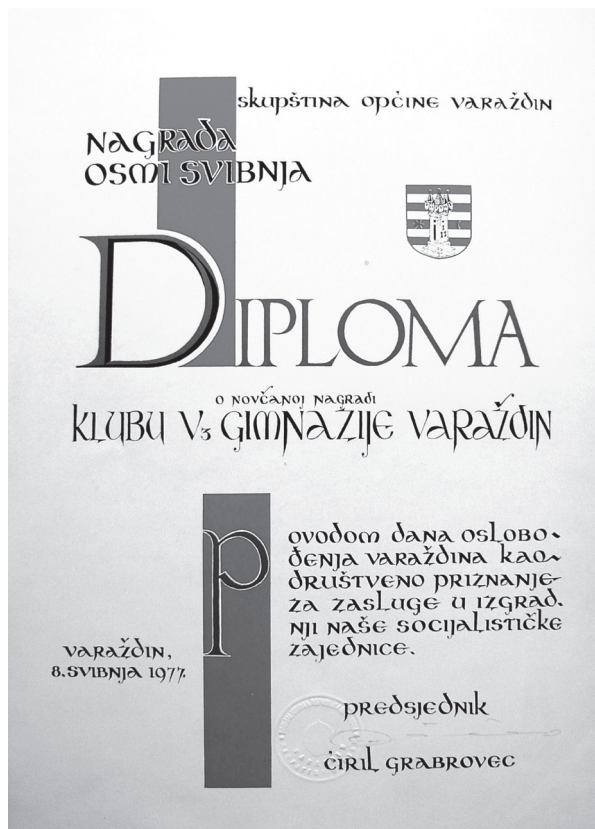 SKUPŠTINA OPĆINE VARAŽDIN
NAGRADA
OSMI SVIBNJA
DIPLOMA
O NOVČANOJ NAGRADI
KLUBU V3 GIMNAZIJE VARAŽDIN
POVODOM DANA OSLOBO-
ĐENJA VARAŽDINA KAO
DRUŠTVENO PRIZNANJE
ZA ZASLUGE U IZGRAD-
NJI NAŠE SOCIJALISTIČKE
ZAJEDNICE.
VARAŽDIN,
8. SVIBNJA 1977.
PREDSJEDNIK
ĆIRIL GRABROVEC